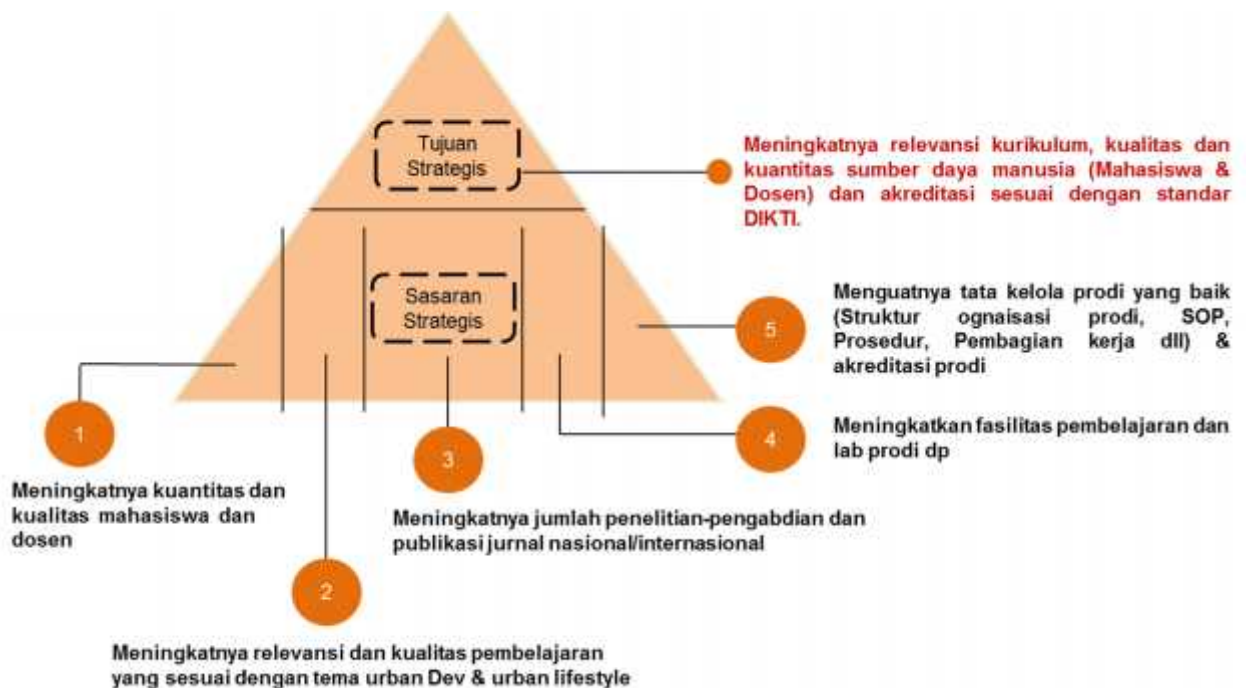 Tujuan
Strategis
Meningkatnya relevansi kurikulum, kualitas dan
kuantitas sumber daya manusia (Mahasiswa &
Dosen) dan akreditasi sesuai dengan standar
DIKTI.
Sasaran
Strategis
5
Menguatnya tata kelola prodi yang baik
(Struktur ognaisasi prodi, SOP,
Prosedur, Pembagian kerja dll) &
akreditasi prodi
4
Meningkatkan fasilitas pembelajaran dan
lab prodi dp
1
Meningkatnya kuantitas dan
kualitas mahasiswa dan
dosen
3
Meningkatnya jumlah penelitian-pengabdian dan
publikasi jurnal nasional/internasional
2
Meningkatnya relevansi dan kualitas pembelajaran
yang sesuai dengan tema urban Dev & urban lifestyle